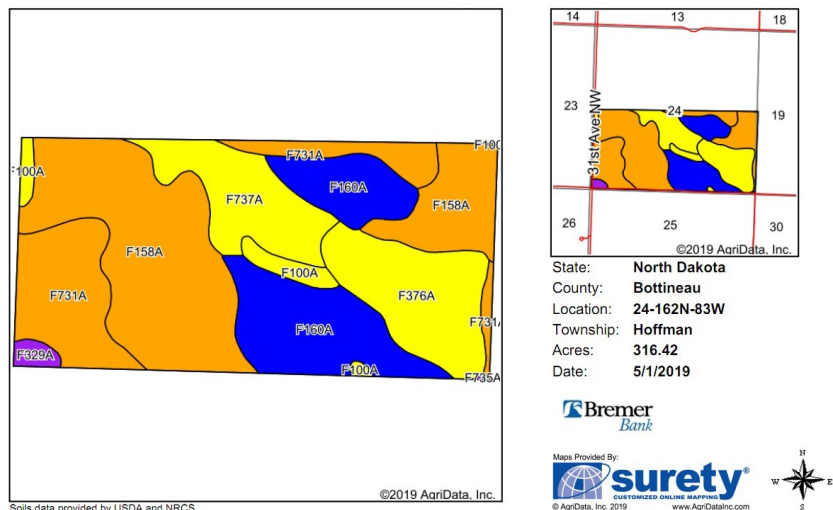 F100
F731A
F100A
F160A
F737A
F158A
F158A
F100A
F731A
F376A
F160A
F731
F329A
F100A
F735A
©2019 AgriData, Inc.
Soils data provided by USDA and NRCS.
14 13 18
23 24 19
31st Ave NW
26 25 30
©2019 AgriData, Inc.
State: North Dakota
County: Bottineau
Location: 24-162N-83W
Township: Hoffman
Acres: 316.42
Date: 5/1/2019
Bremer
Bank
Maps Provided By:
surety®
CUSTOMIZED ONLINE MAPPING
© AgriData, Inc. 2019 www.AgriDataInc.com
N
W E
S